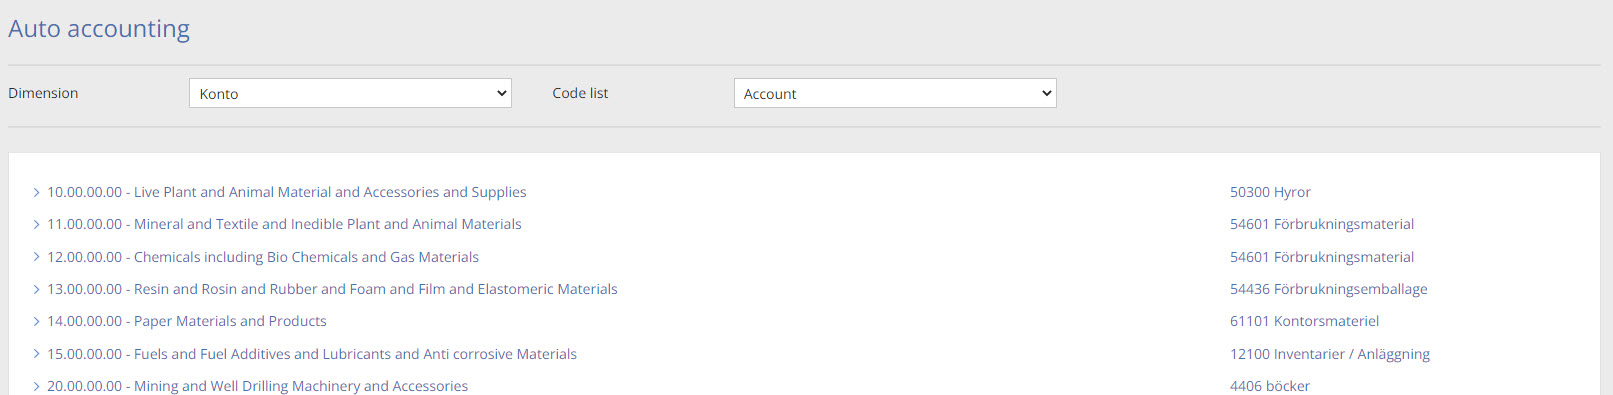 Auto accounting
Dimension Konto Code list Account
10.00.00.00 - Live Plant and Animal Material and Accessories and Supplies 50300 Hyror
11.00.00.00 - Mineral and Textile and Inedible Plant and Animal Materials 54601 Förbrukningsmaterial
12.00.00.00 - Chemicals including Bio Chemicals and Gas Materials 54601 Förbrukningsmaterial
13.00.00.00 - Resin and Rosin and Rubber and Foam and Film and Elastomeric Materials 54436 Förbrukningsemballage
14.00.00.00 - Paper Materials and Products 61101 Kontorsmateriel
15.00.00.00 - Fuels and Fuel Additives and Lubricants and Anti corrosive Materials 12100 Inventarier / Anläggning
20.00.00.00 - Mining and Well Drilling Machinery and Accessories 4406 böcker